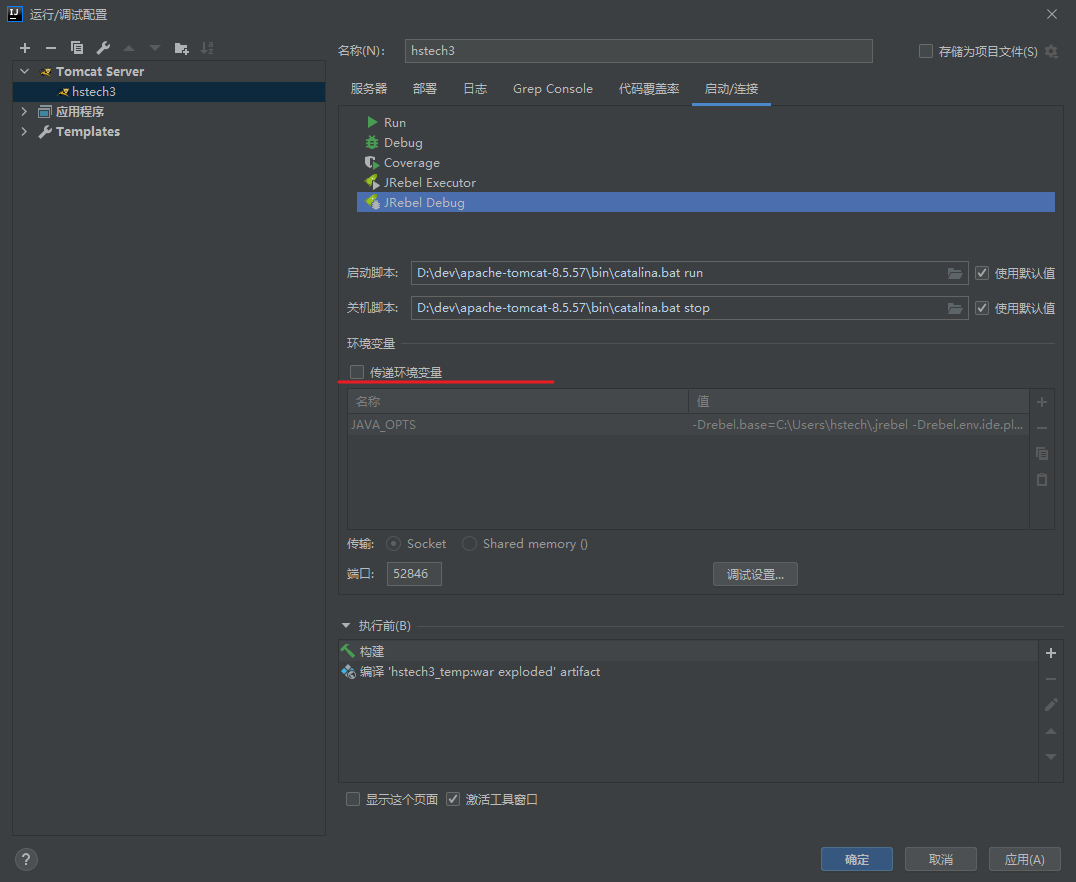 运行/调试配置
Tomcat Server
hstech3
应用程序
Templates
名称(N):
hstech3
存储为项目文件(S)
服务器 部署 日志 Grep Console 代码覆盖率 启动/连接
Run
Debug
Coverage
JRebel Executor
JRebel Debug
启动脚本: D:\dev\apache-tomcat-8.5.57\bin\catalina.bat run 使用默认值
关机脚本: D:\dev\apache-tomcat-8.5.57\bin\catalina.bat stop 使用默认值
环境变量
传递环境变量
名称 值
JAVA_OPTS -Drebel.base=C:\Users\hstech\.jrebel -Drebel.env.ide.pl...
传输: Socket Shared memory ()
端口: 52846 调试设置...
执行前(B)
构建
编译 'hstech3_temp:war exploded' artifact
显示这个页面 激活工具窗口
? 确定 取消 应用(A)